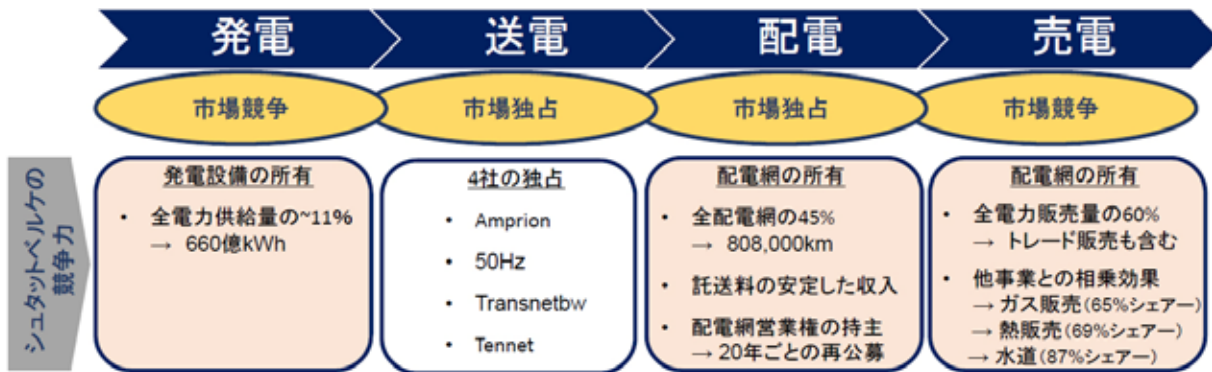 発電
送電
配電
売電
市場競争
市場独占
市場独占
市場競争
シュタットベルケの
競争力
発電設備の所有
• 全電力供給量の~11%
→ 660億kWh
4社の独占
• Amprion
• 50Hz
• Transnetbw
• Tennet
配電網の所有
• 全配電網の45%
→ 808,000km
• 託送料の安定した収入
• 配電網営業権の持主
→ 20年ごとの再公募
配電網の所有
• 全電力販売量の60%
→ トレード販売も含む
• 他事業との相乗効果
→ ガス販売(65%シェアー)
→ 熱販売(69%シェアー)
→ 水道(87%シェアー)